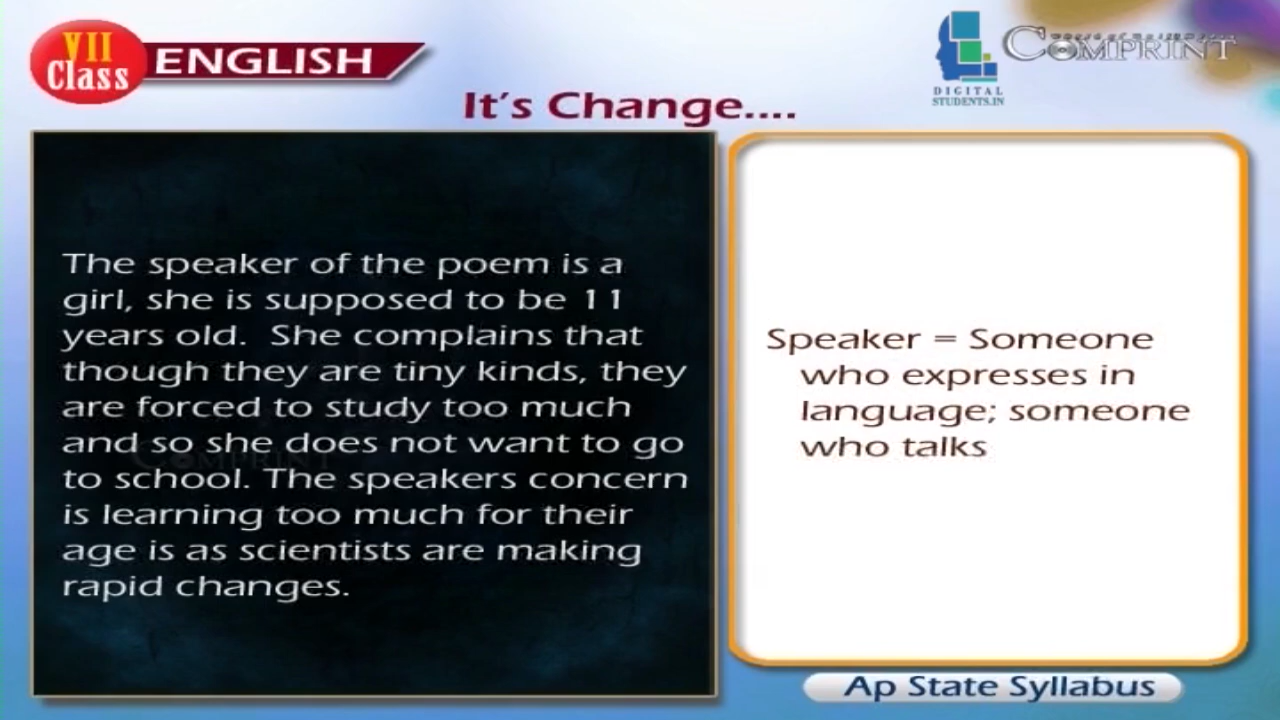 VII
Class
ENGLISH
DIGITAL
STUDENTS.IN
COMPRINT
It's Change....
The speaker of the poem is a
girl, she is supposed to be 11
years old. She complains that
though they are tiny kinds, they
are forced to study too much
and so she does not want to go
to school. The speakers concern
is learning too much for their
age is as scientists are making
rapid changes.
Speaker = Someone
who expresses in
language; someone
who talks
Ap State Syllabus